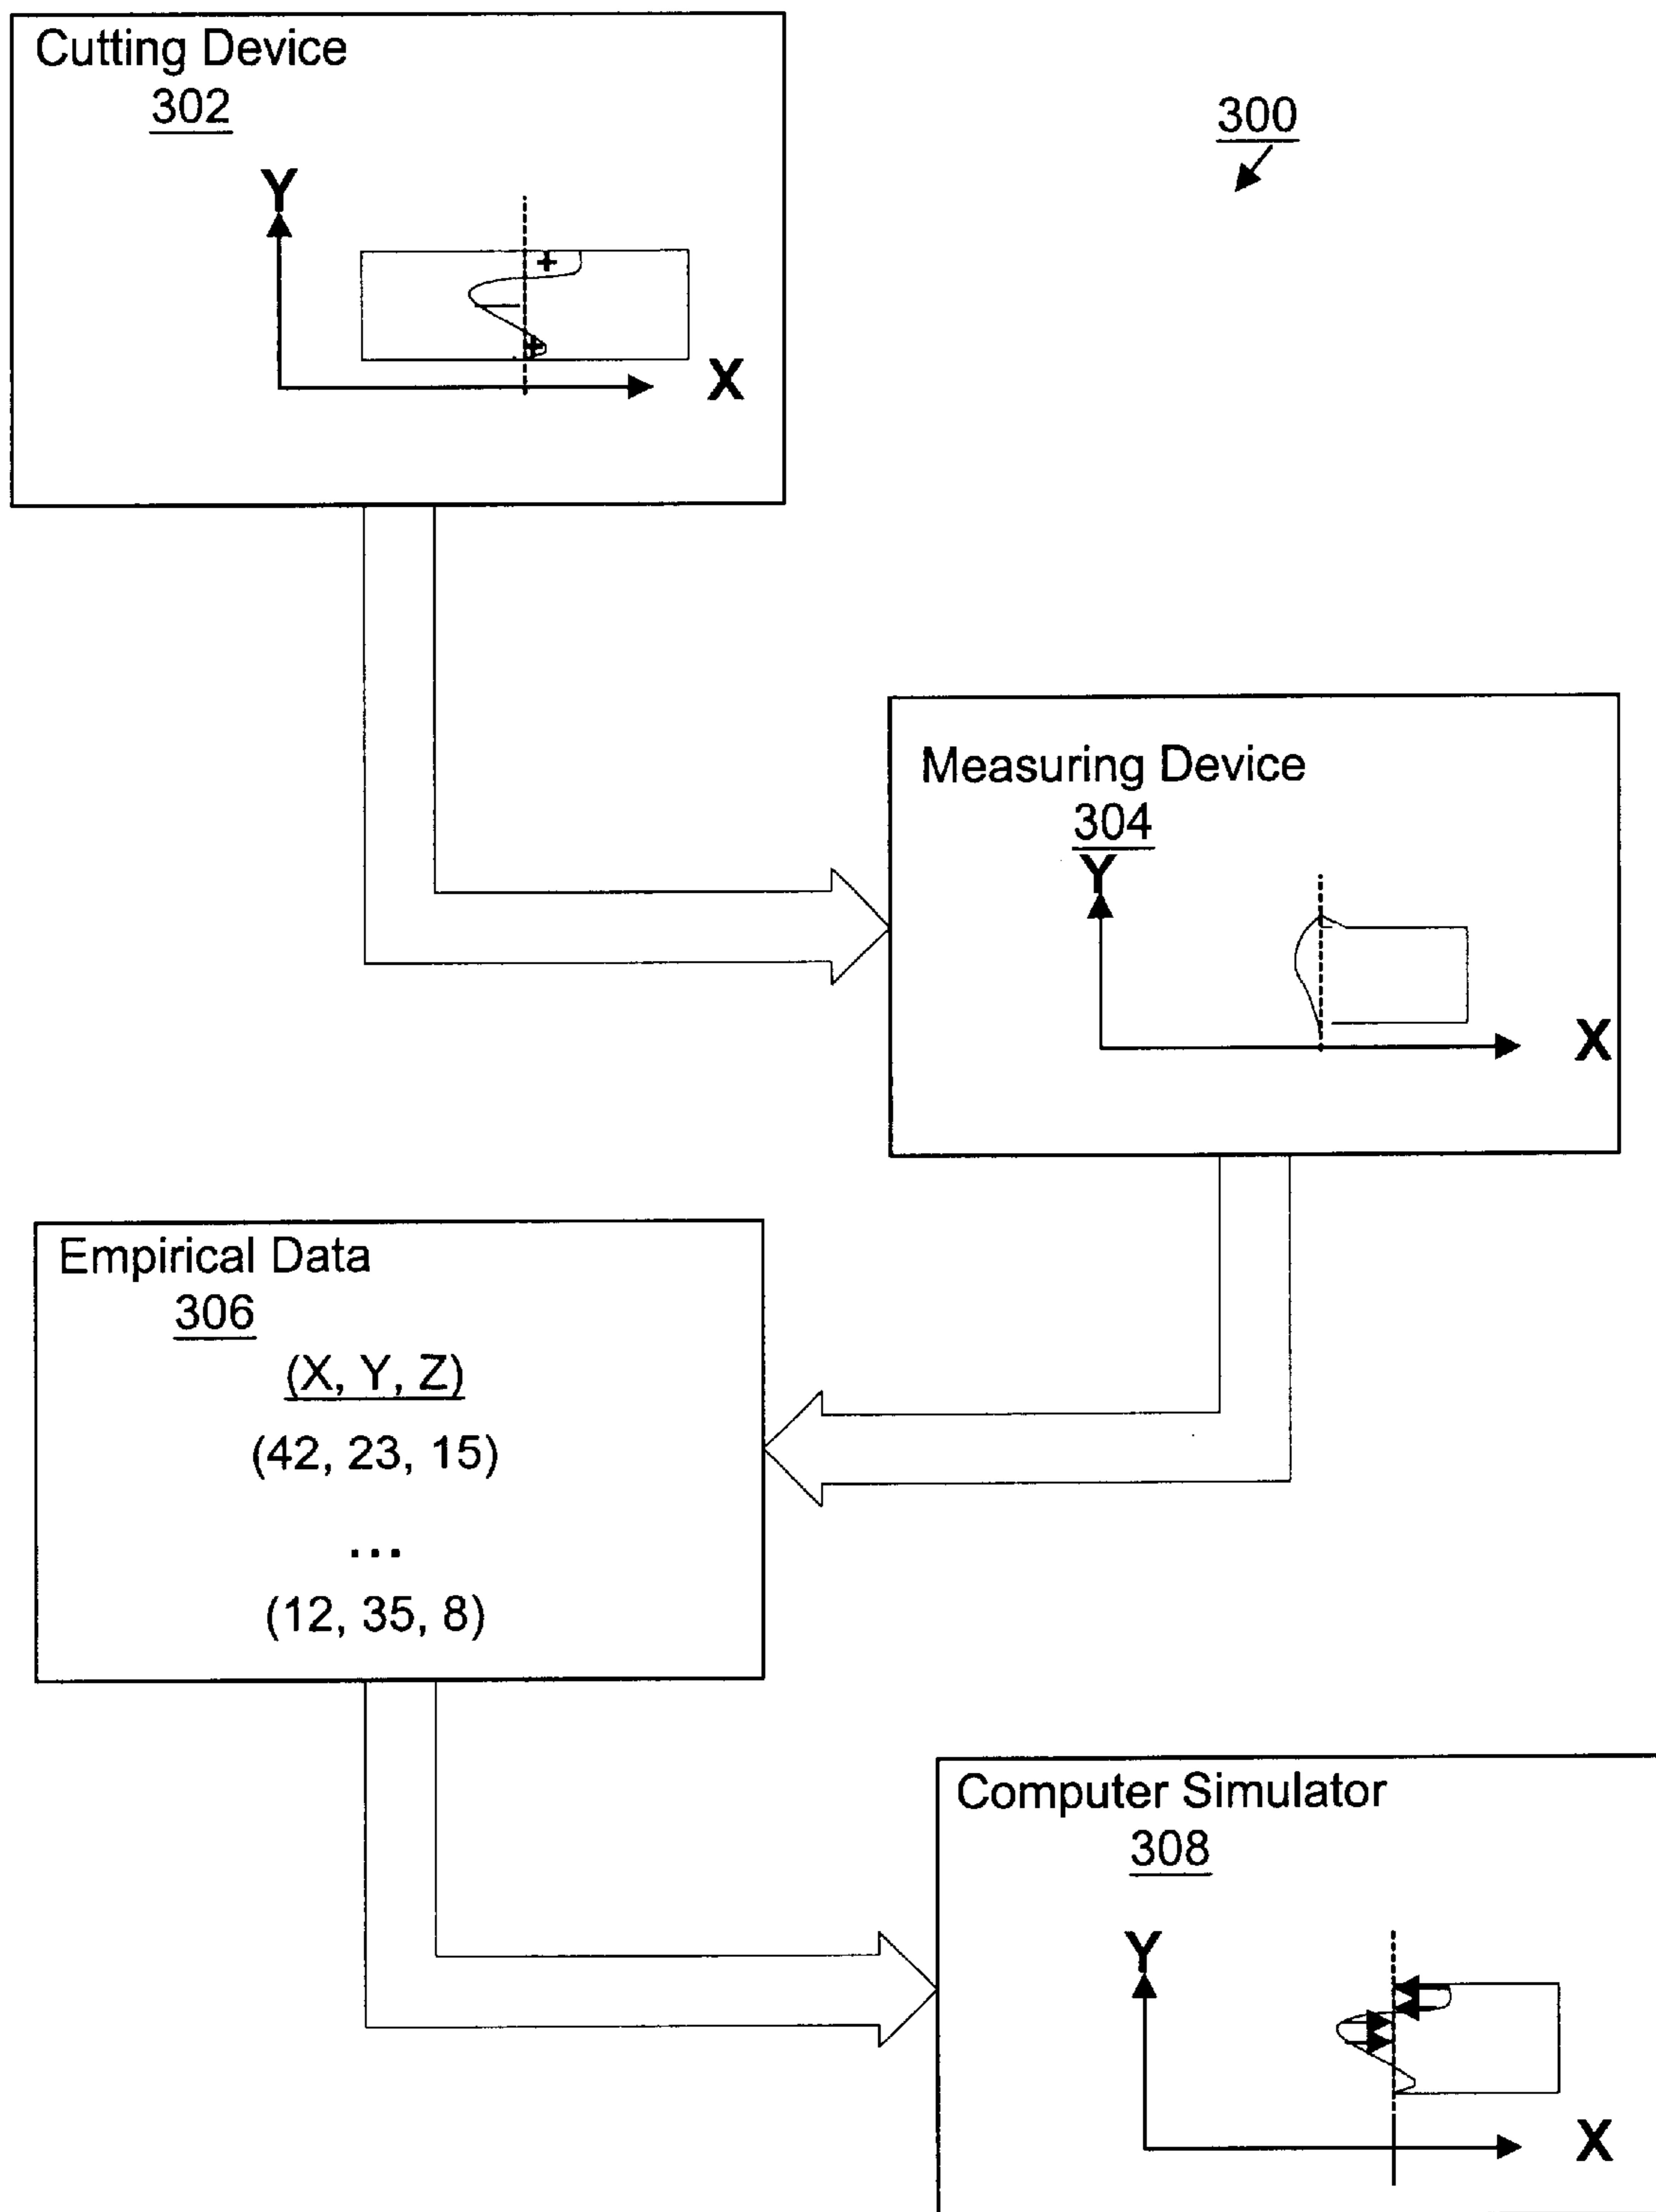 Cutting Device
302
300
Y
+
+
X
Measuring Device
304
Y
X
Empirical Data
306
(X, Y, Z)
(42, 23, 15)
...
(12, 35, 8)
Computer Simulator
308
Y
X